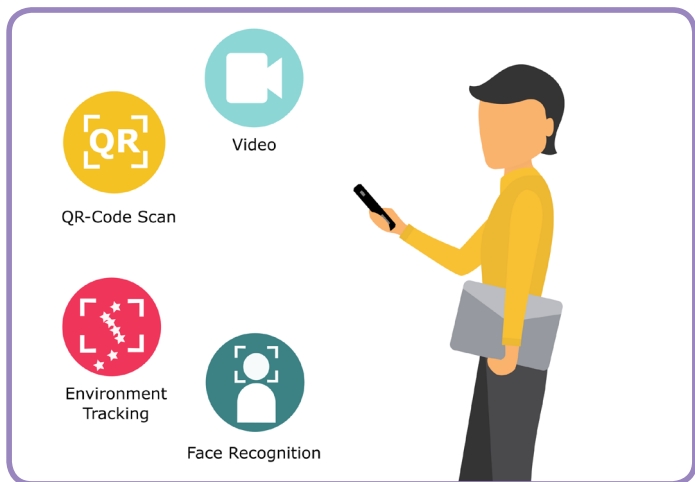 Video
QR
QR-Code Scan
Environment
Tracking
Face Recognition